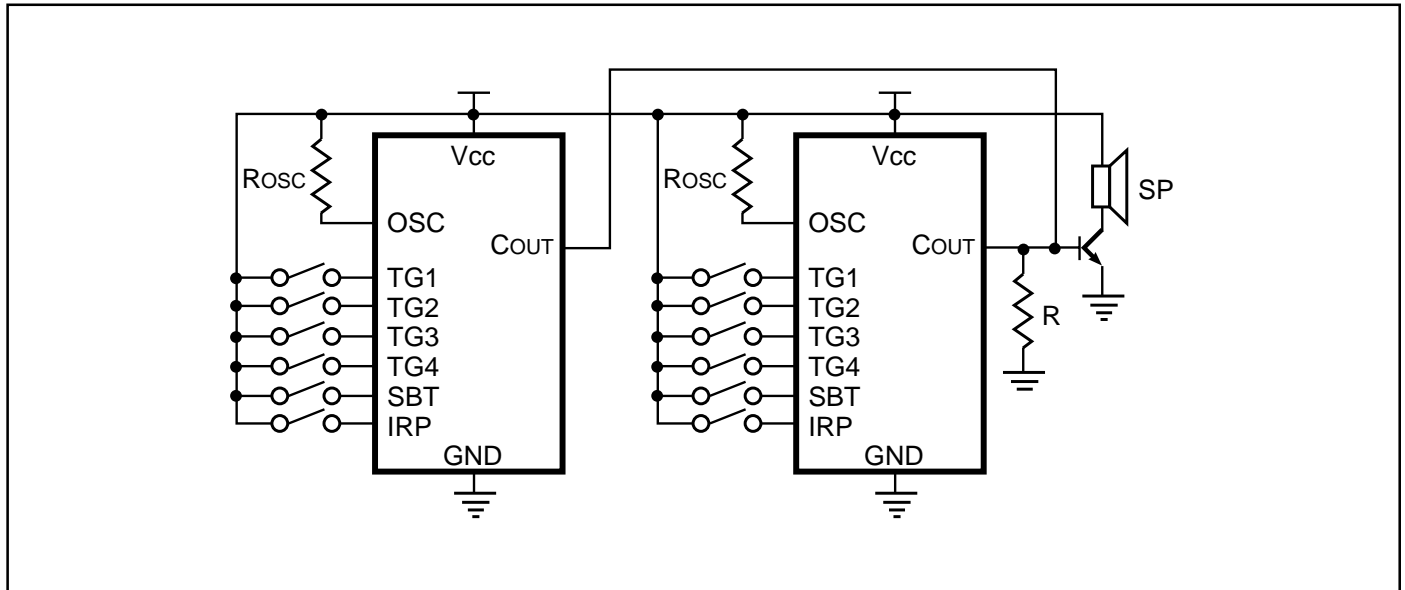 VCC
ROSC
OSC
COUT
TG1
TG2
TG3
TG4
SBT
IRP
GND
VCC
ROSC
OSC
COUT
TG1
TG2
TG3
TG4
SBT
IRP
GND
SP
R